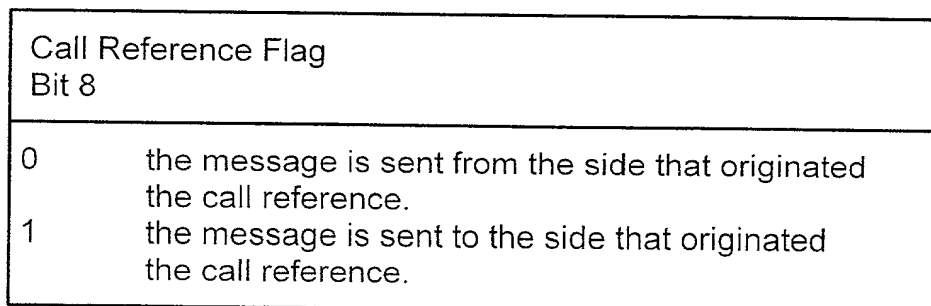 Call Reference Flag
Bit 8
0 the message is sent from the side that originated
the call reference.
1 the message is sent to the side that originated
the call reference.